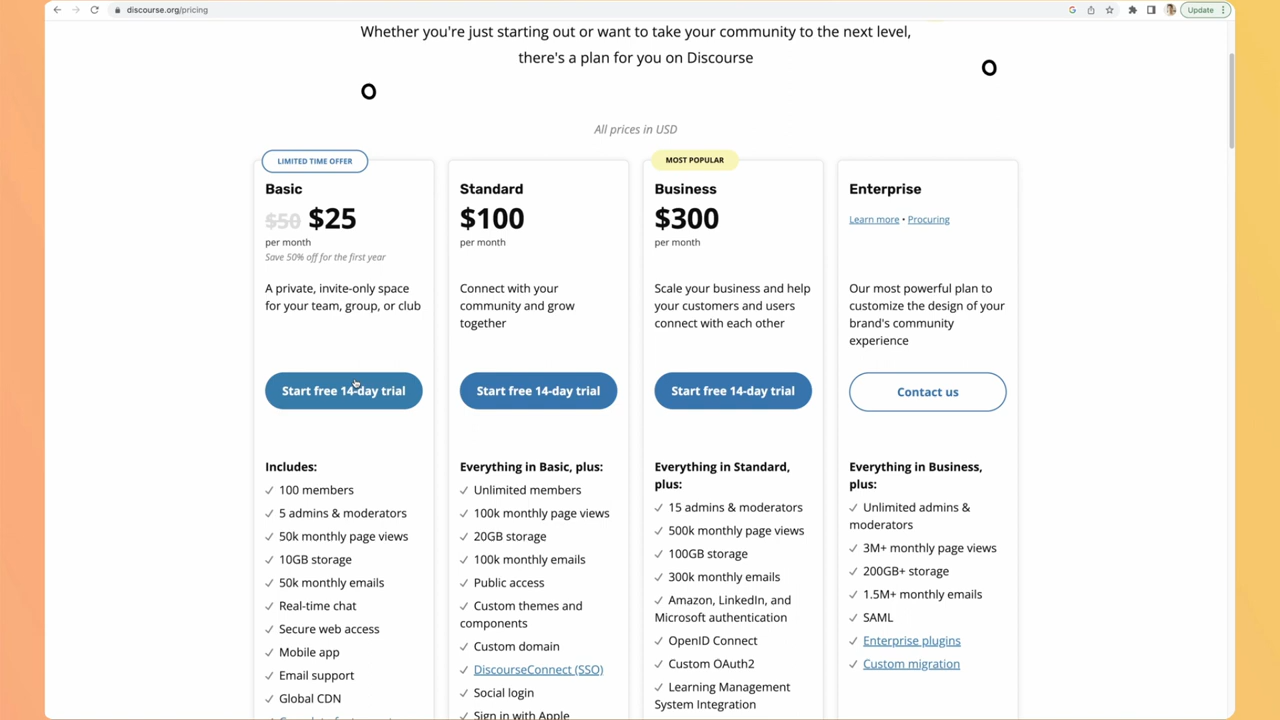 discourse.org/pricing
Update
Whether you're just starting out or want to take your community to the next level,
there's a plan for you on Discourse
All prices in USD
LIMITED TIME OFFER
Basic
$50 $25
per month
Save 50% off for the first year
A private, invite-only space
for your team, group, or club
Start free 14-day trial
Includes:
✓ 100 members
✓ 5 admins & moderators
✓ 50k monthly page views
✓ 10GB storage
✓ 50k monthly emails
✓ Real-time chat
✓ Secure web access
✓ Mobile app
✓ Email support
✓ Global CDN
Standard
$100
per month
Connect with your
community and grow
together
Start free 14-day trial
Everything in Basic, plus:
✓ Unlimited members
✓ 100k monthly page views
✓ 20GB storage
✓ 100k monthly emails
✓ Public access
✓ Custom themes and
components
✓ Custom domain
✓ DiscourseConnect (SSO)
✓ Social login
✓ Sign in with Apple
MOST POPULAR
Business
$300
per month
Scale your business and help
your customers and users
connect with each other
Start free 14-day trial
Everything in Standard,
plus:
✓ 15 admins & moderators
✓ 500k monthly page views
✓ 100GB storage
✓ 300k monthly emails
✓ Amazon, LinkedIn, and
Microsoft authentication
✓ OpenID Connect
✓ Custom OAuth2
✓ Learning Management
System Integration
Enterprise
Learn more • Procuring
Our most powerful plan to
customize the design of your
brand's community
experience
Contact us
Everything in Business,
plus:
✓ Unlimited admins &
moderators
✓ 3M+ monthly page views
✓ 200GB+ storage
✓ 1.5M+ monthly emails
✓ SAML
✓ Enterprise plugins
✓ Custom migration